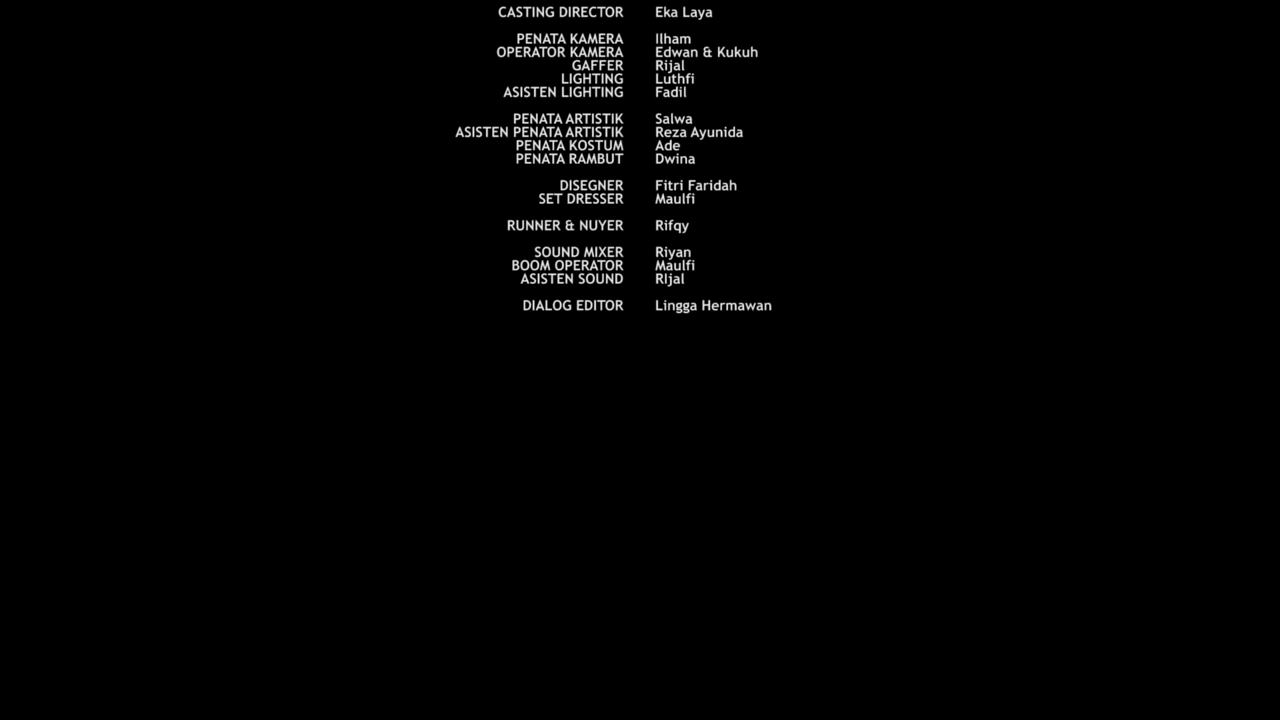 CASTING DIRECTOR Eka Laya
PENATA KAMERA Ilham
OPERATOR KAMERA Edwan & Kukuh
GAFFER Rijal
LIGHTING Luthfi
ASISTEN LIGHTING Fadil
PENATA ARTISTIK Salwa
ASISTEN PENATA ARTISTIK Reza Ayunida
PENATA KOSTUM Ade
PENATA RAMBUT Dwina
DISEGNER Fitri Faridah
SET DRESSER Maulfi
RUNNER & NUYER Rifqy
SOUND MIXER Riyan
BOOM OPERATOR Maulfi
ASISTEN SOUND RIjal
DIALOG EDITOR Lingga Hermawan